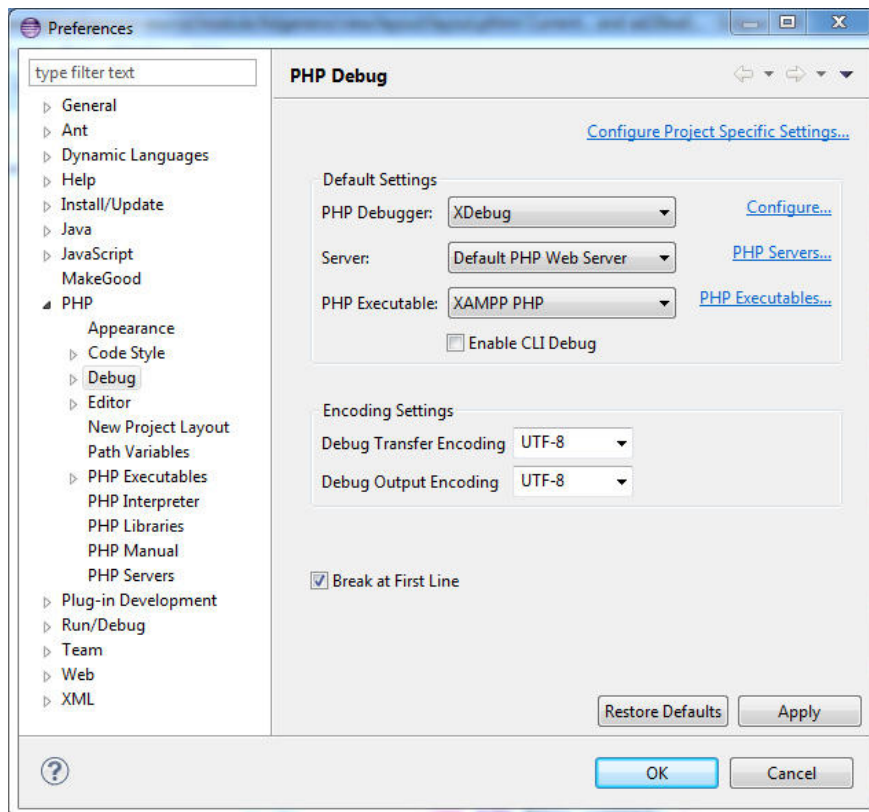 Preferences
type filter text
General
Ant
Dynamic Languages
Help
Install/Update
Java
JavaScript
MakeGood
PHP
Appearance
Code Style
Debug
Editor
New Project Layout
Path Variables
PHP Executables
PHP Interpreter
PHP Libraries
PHP Manual
PHP Servers
Plug-in Development
Run/Debug
Team
Web
XML
PHP Debug
Configure Project Specific Settings...
Default Settings
PHP Debugger: XDebug Configure...
Server: Default PHP Web Server PHP Servers...
PHP Executable: XAMPP PHP PHP Executables...
Enable CLI Debug
Encoding Settings
Debug Transfer Encoding UTF-8
Debug Output Encoding UTF-8
Break at First Line
Restore Defaults Apply
? OK Cancel